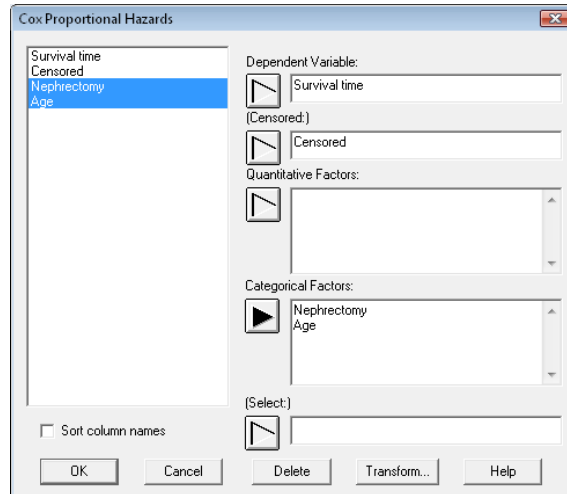 Cox Proportional Hazards
Survival time
Censored
Nephrectomy
Age
Dependent Variable:
Survival time
(Censored:)
Censored
Quantitative Factors:
Categorical Factors:
Nephrectomy
Age
(Select:)
Sort column names
OK
Cancel
Delete
Transform...
Help